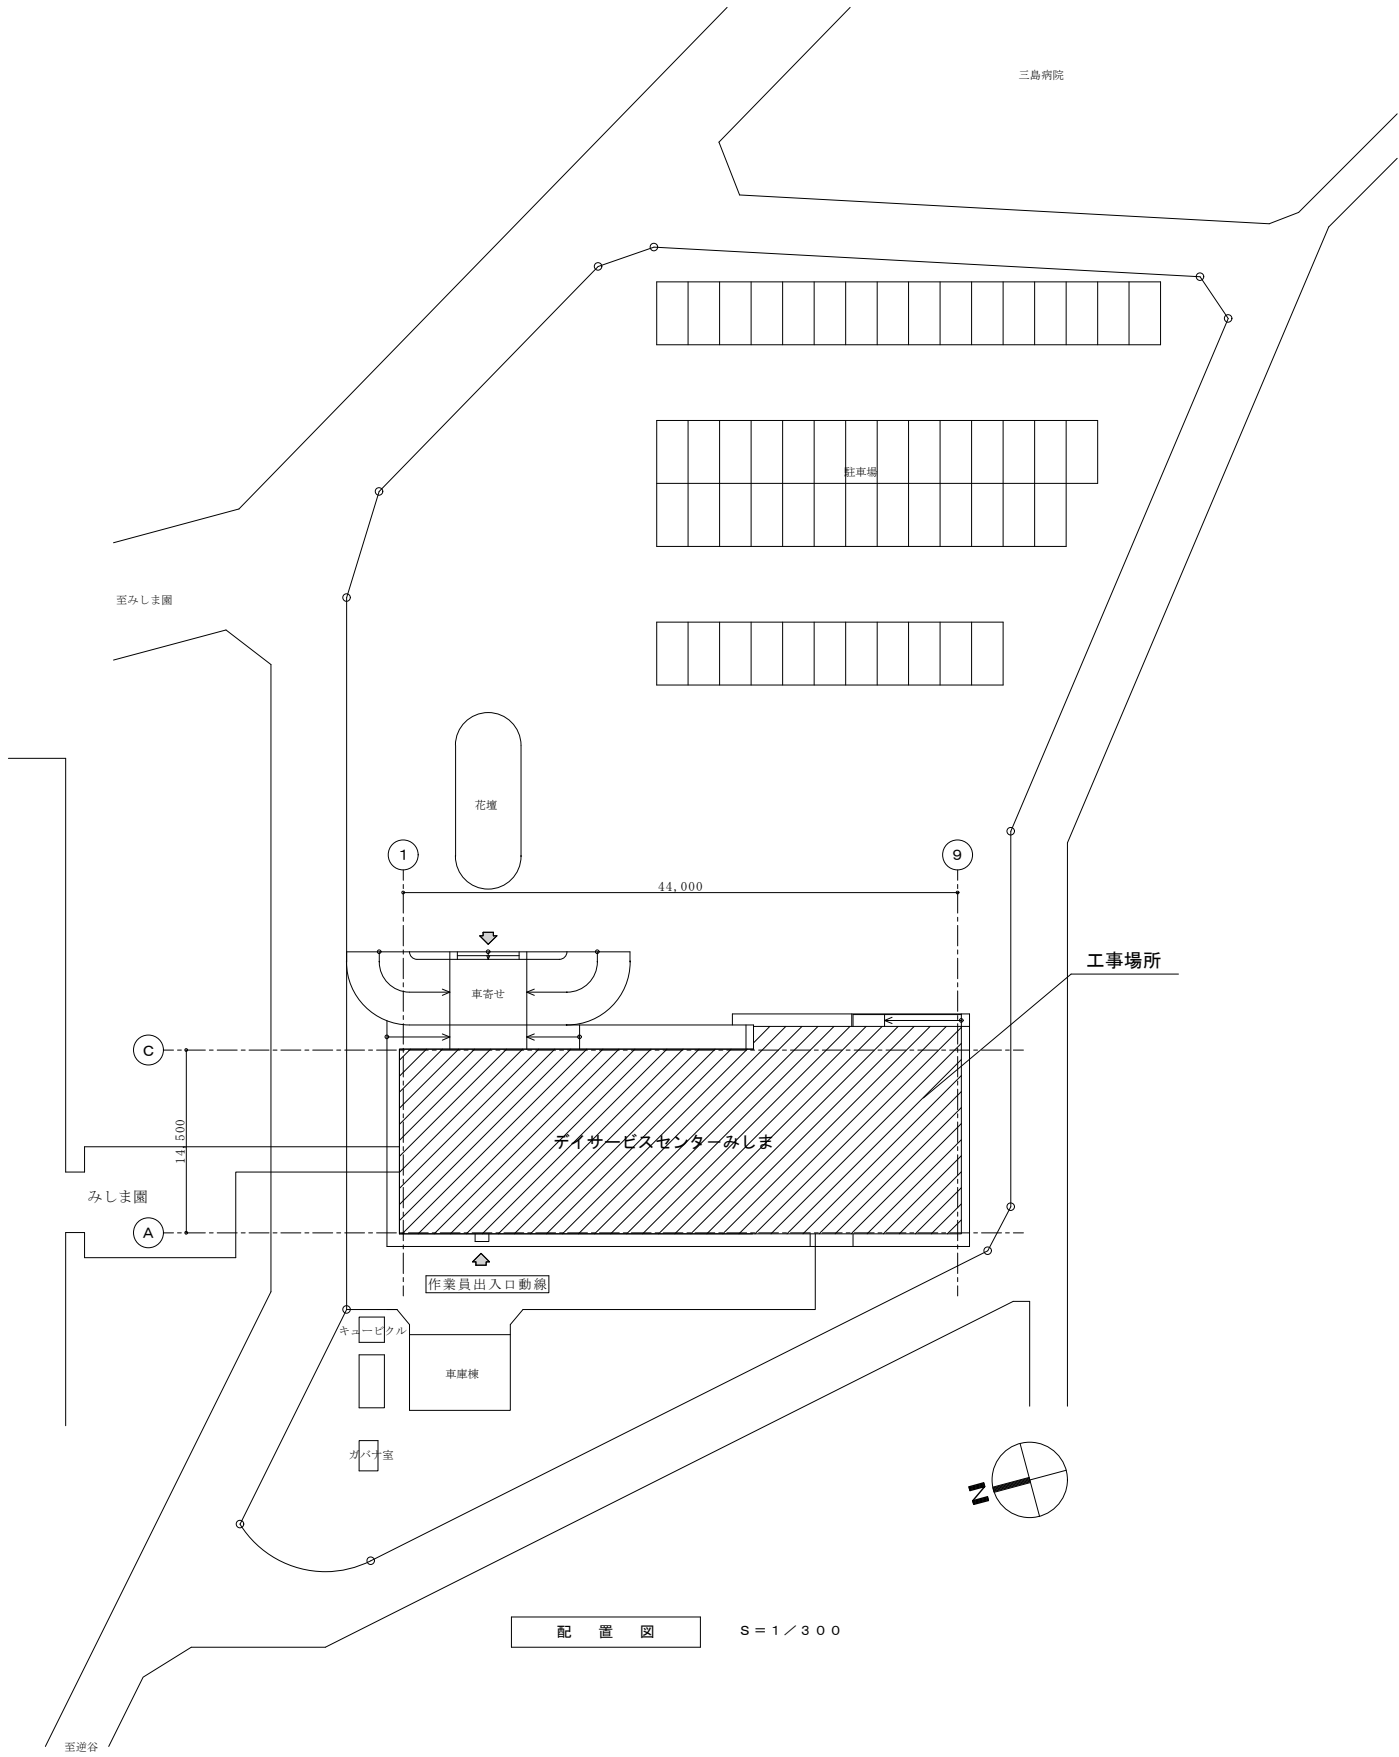 三島病院
駐車場
至みしま園
花壇
1
9
44,000
工事場所
車寄せ
C
14,500
デイサービスセンターみしま
みしま園
A
作業員出入口動線
キュービクル
車庫棟
ガバナ室
N
配 置 図
S＝1／300
至逆谷